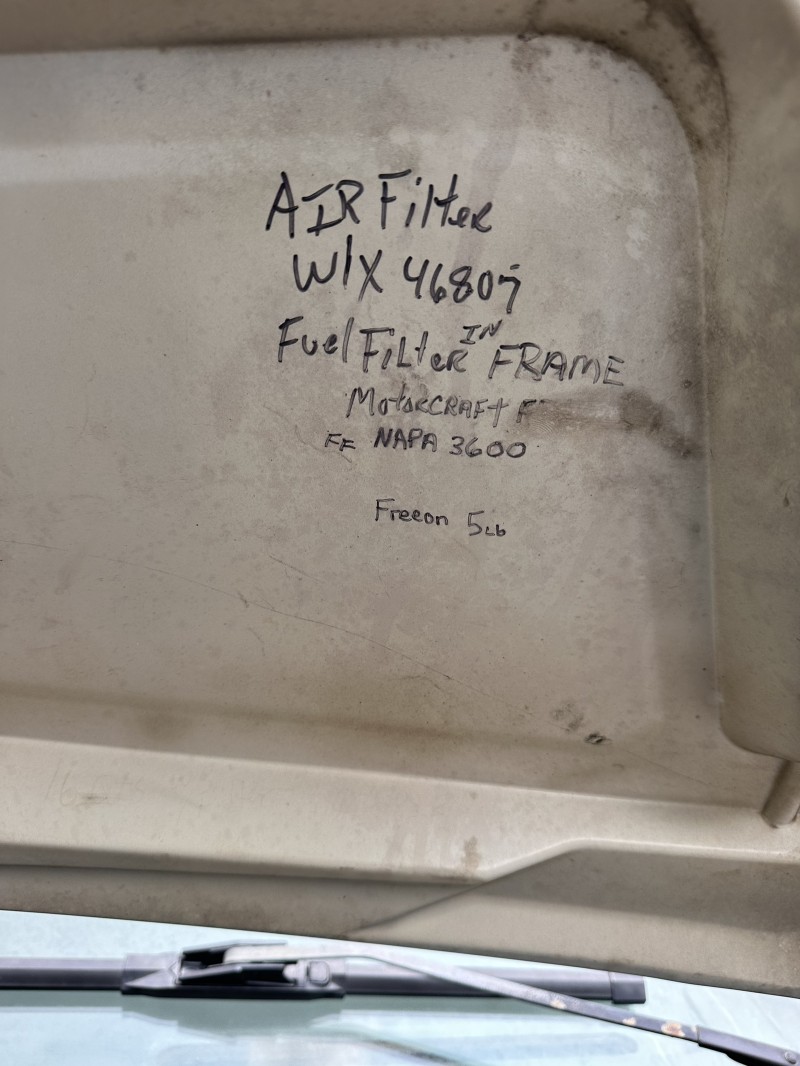 AIR Filter
WIX 46807
Fuel Filter IN FRAME
MotorCRAFt F
FF NAPA 3600
Freeon 5Lb